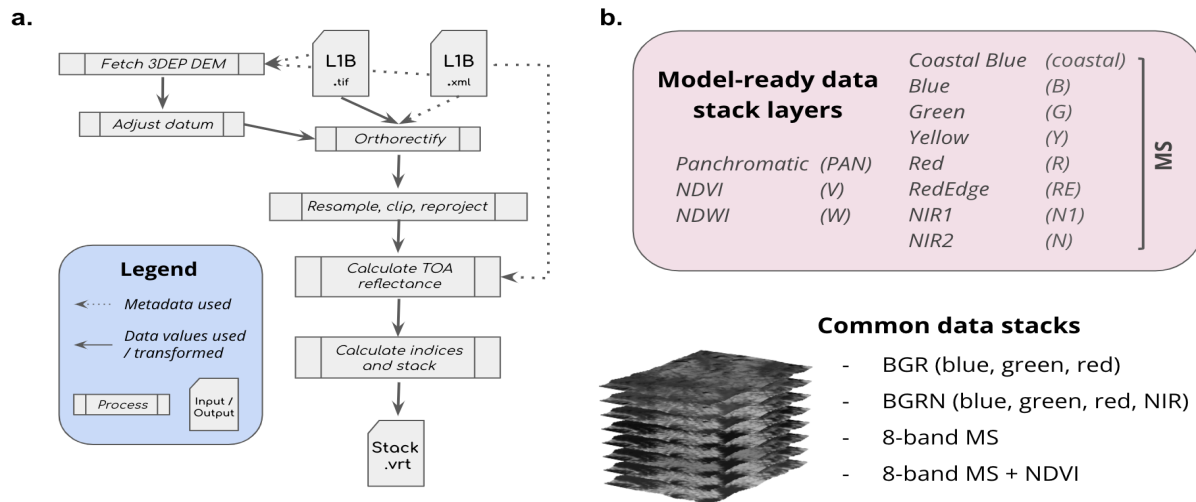 a.
Fetch 3DEP DEM
L1B
.tif
L1B
.xml
Adjust datum
Orthorectify
Resample, clip, reproject
Calculate TOA
reflectance
Calculate indices
and stack
Stack
.vrt
Legend
Metadata used
Data values used
/ transformed
Process
Input /
Output
b.
Model-ready data
stack layers
Panchromatic (PAN)
NDVI (V)
NDWI (W)
Coastal Blue (coastal)
Blue (B)
Green (G)
Yellow (Y)
Red (R)
RedEdge (RE)
NIR1 (N1)
NIR2 (N)
MS
Common data stacks
- BGR (blue, green, red)
- BGRN (blue, green, red, NIR)
- 8-band MS
- 8-band MS + NDVI